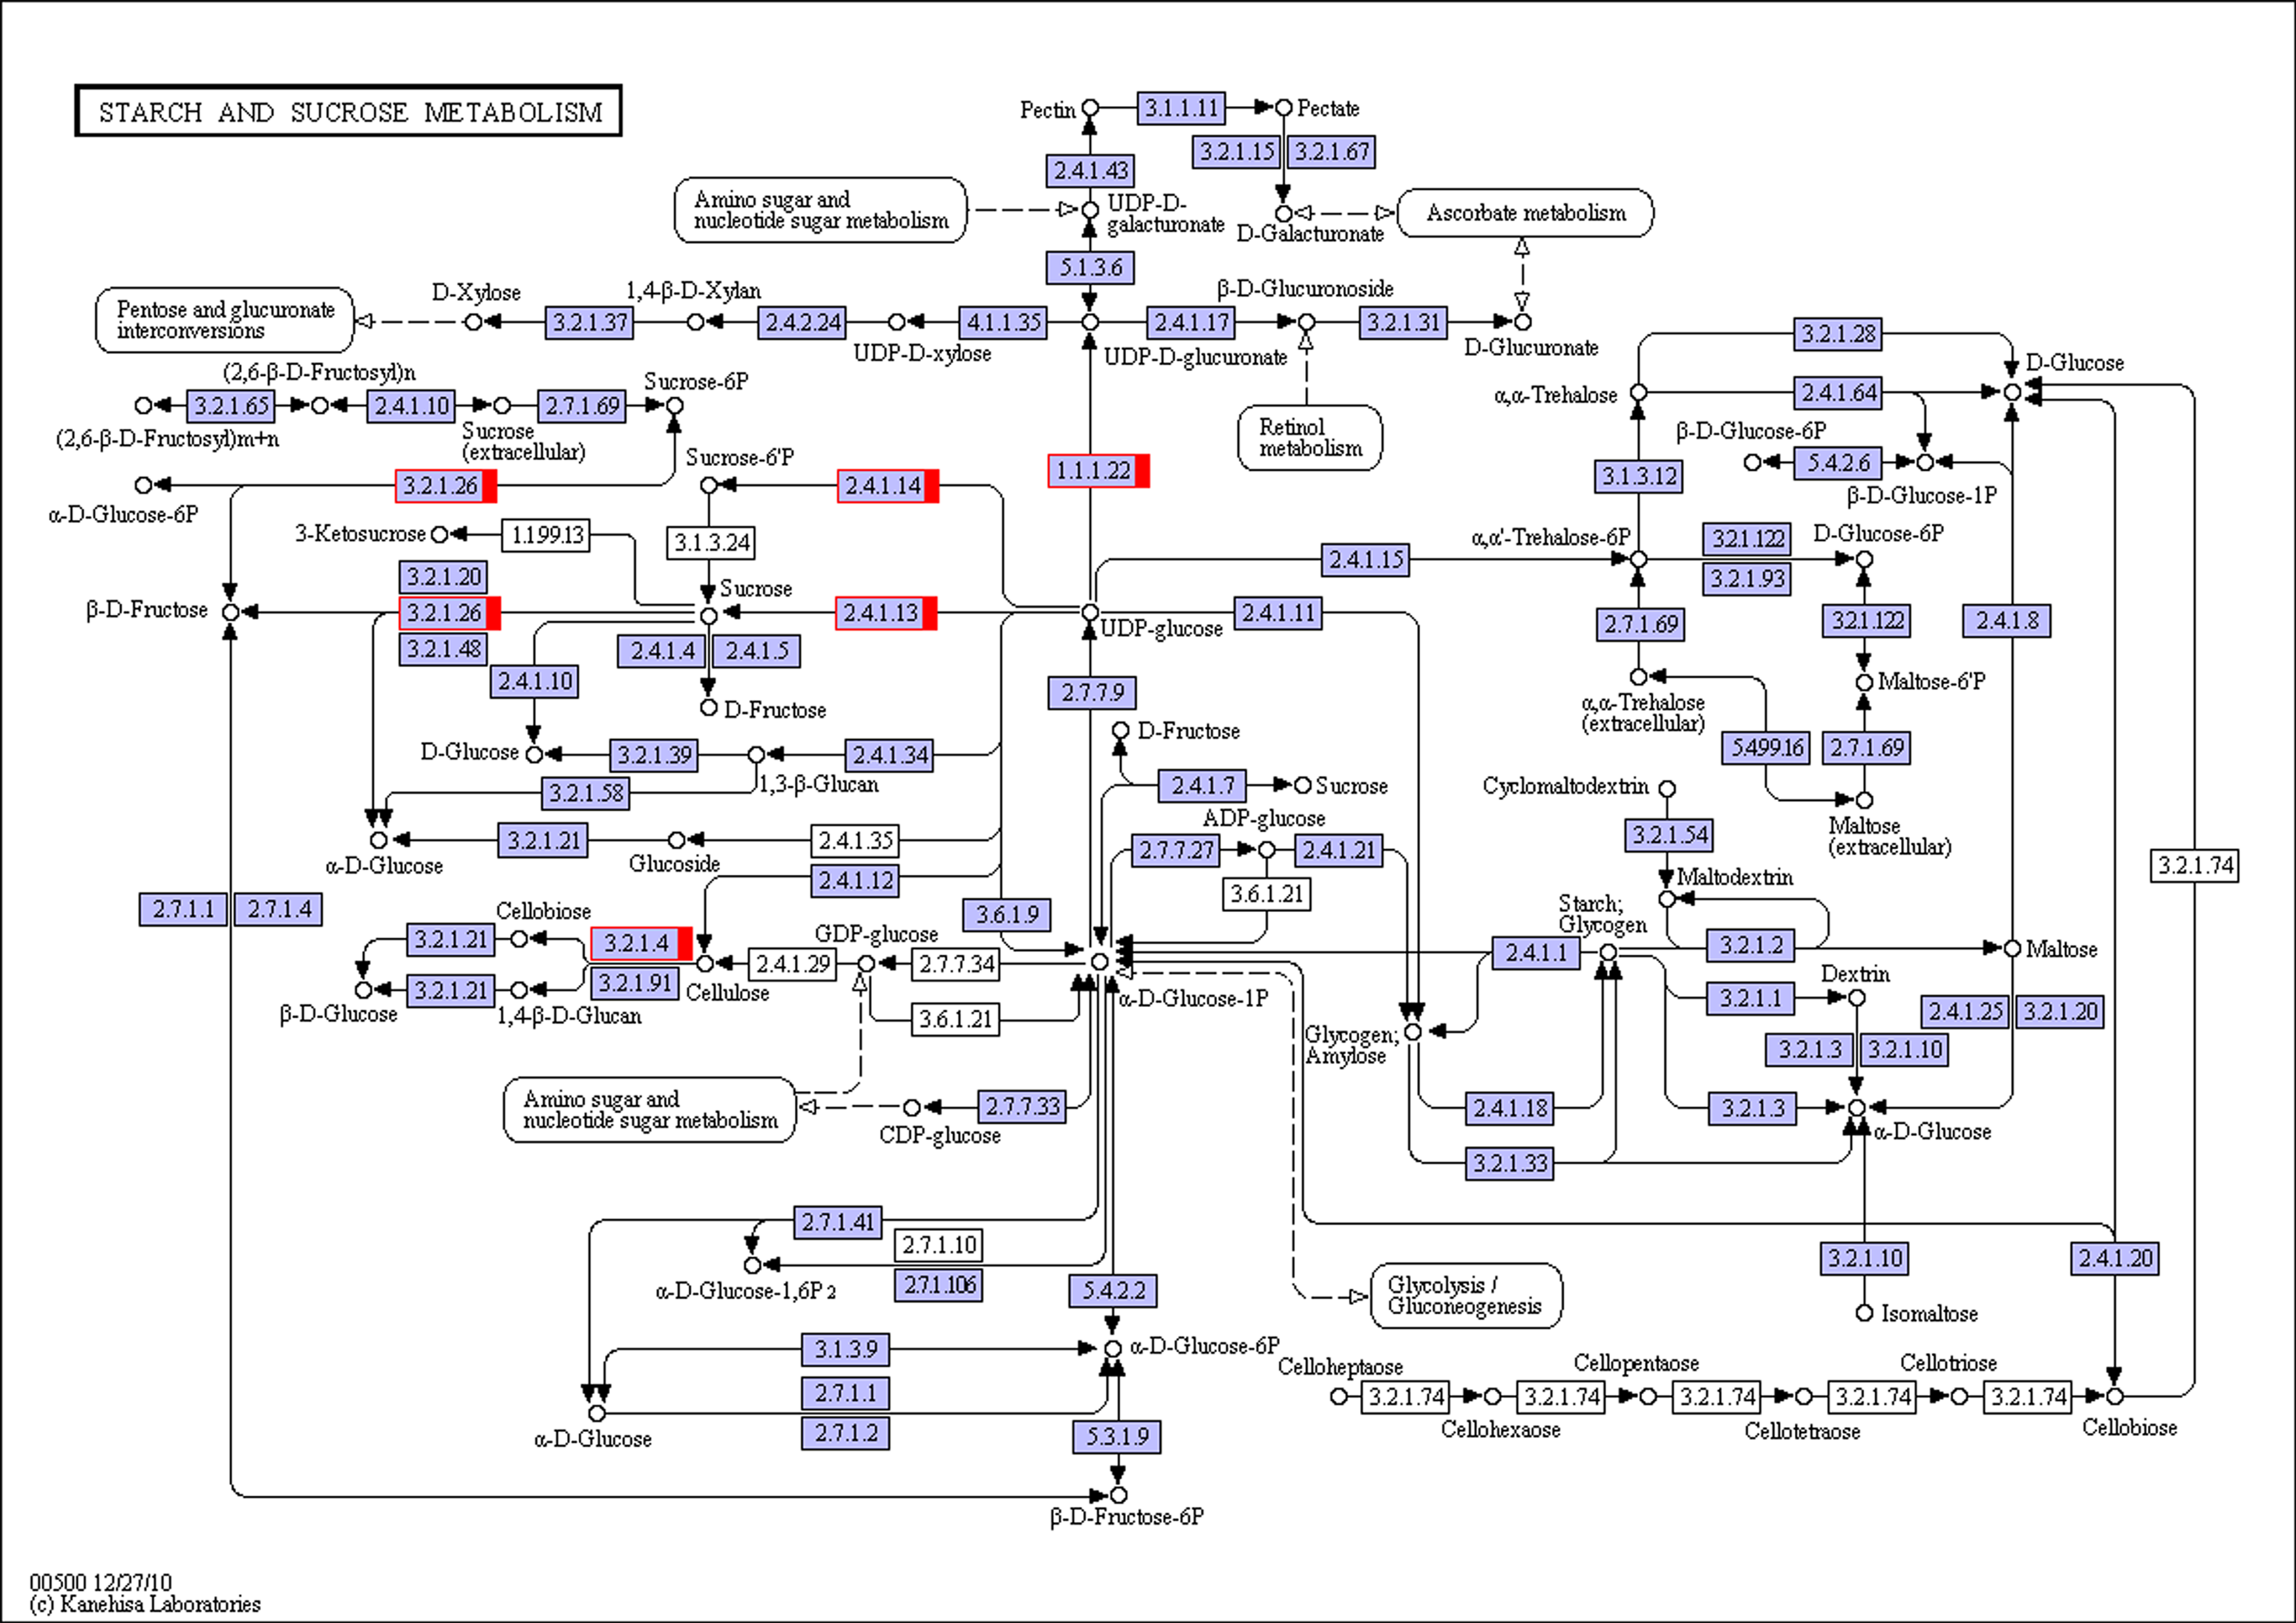 STARCH AND SUCROSE METABOLISM
Pectin
3.1.1.11
Pectate
3.2.1.15
3.2.1.67
2.4.1.43
Amino sugar and
nucleotide sugar metabolism
UDP-D-
galacturonate
D-Galacturonate
Ascorbate metabolism
5.1.3.6
Pentose and glucuronate
interconversions
D-Xylose
3.2.1.37
1,4-β-D-Xylan
2.4.2.24
UDP-D-xylose
4.1.1.35
UDP-D-glucuronate
2.4.1.17
β-D-Glucuronoside
3.2.1.31
D-Glucuronate
Retinol
metabolism
3.2.1.28
D-Glucose
α,α-Trehalose
2.4.1.64
β-D-Glucose-6P
5.4.2.6
β-D-Glucose-1P
3.1.3.12
(2,6-β-D-Fructosyl)n
3.2.1.65
2.4.1.10
2.7.1.69
Sucrose-6P
(2,6-β-D-Fructosyl)m+n
Sucrose
(extracellular)
Sucrose-6'P
3.2.1.26
α-D-Glucose-6P
2.4.1.14
1.1.1.22
3-Ketosucrose
1.1.99.13
3.1.3.24
2.4.1.15
α,α'-Trehalose-6P
3.2.1.122
D-Glucose-6P
3.2.1.93
3.2.1.20
Sucrose
β-D-Fructose
3.2.1.26
2.4.1.13
UDP-glucose
2.4.1.11
2.7.1.69
3.2.1.122
2.4.1.8
3.2.1.48
2.4.1.10
2.4.1.4
2.4.1.5
D-Fructose
2.7.7.9
Maltose-6'P
α,α-Trehalose
(extracellular)
5.4.99.16
2.7.1.69
D-Glucose
3.2.1.39
2.4.1.34
1,3-β-Glucan
D-Fructose
2.4.1.7
Sucrose
3.2.1.58
Cyclomaltodextrin
3.2.1.54
Maltose
(extracellular)
ADP-glucose
2.7.7.27
2.4.1.21
3.6.1.21
α-D-Glucose
3.2.1.21
Glucoside
2.4.1.35
2.4.1.12
3.2.1.74
Maltodextrin
2.7.1.1
2.7.1.4
Cellobiose
3.2.1.21
3.2.1.4
GDP-glucose
3.6.1.9
Starch;
Glycogen
2.4.1.1
3.2.1.2
Maltose
2.4.1.29
2.7.7.34
3.2.1.21
3.2.1.91
Cellulose
β-D-Glucose
1,4-β-D-Glucan
3.6.1.21
α-D-Glucose-1P
Dextrin
3.2.1.1
2.4.1.25
3.2.1.20
Glycogen;
Amylose
3.2.1.3
3.2.1.10
Amino sugar and
nucleotide sugar metabolism
2.7.7.33
CDP-glucose
2.4.1.18
3.2.1.3
α-D-Glucose
3.2.1.33
2.7.1.41
2.7.1.10
2.7.1.106
α-D-Glucose-1,6P2
5.4.2.2
Glycolysis /
Gluconeogenesis
3.2.1.10
2.4.1.20
Isomaltose
3.1.3.9
α-D-Glucose-6P
2.7.1.1
2.7.1.2
α-D-Glucose
5.3.1.9
Celloheptaose
Cellopentaose
Cellotriose
3.2.1.74
3.2.1.74
3.2.1.74
3.2.1.74
3.2.1.74
Cellohexaose
Cellotetraose
Cellobiose
β-D-Fructose-6P
00500 12/27/10
(c) Kanehisa Laboratories